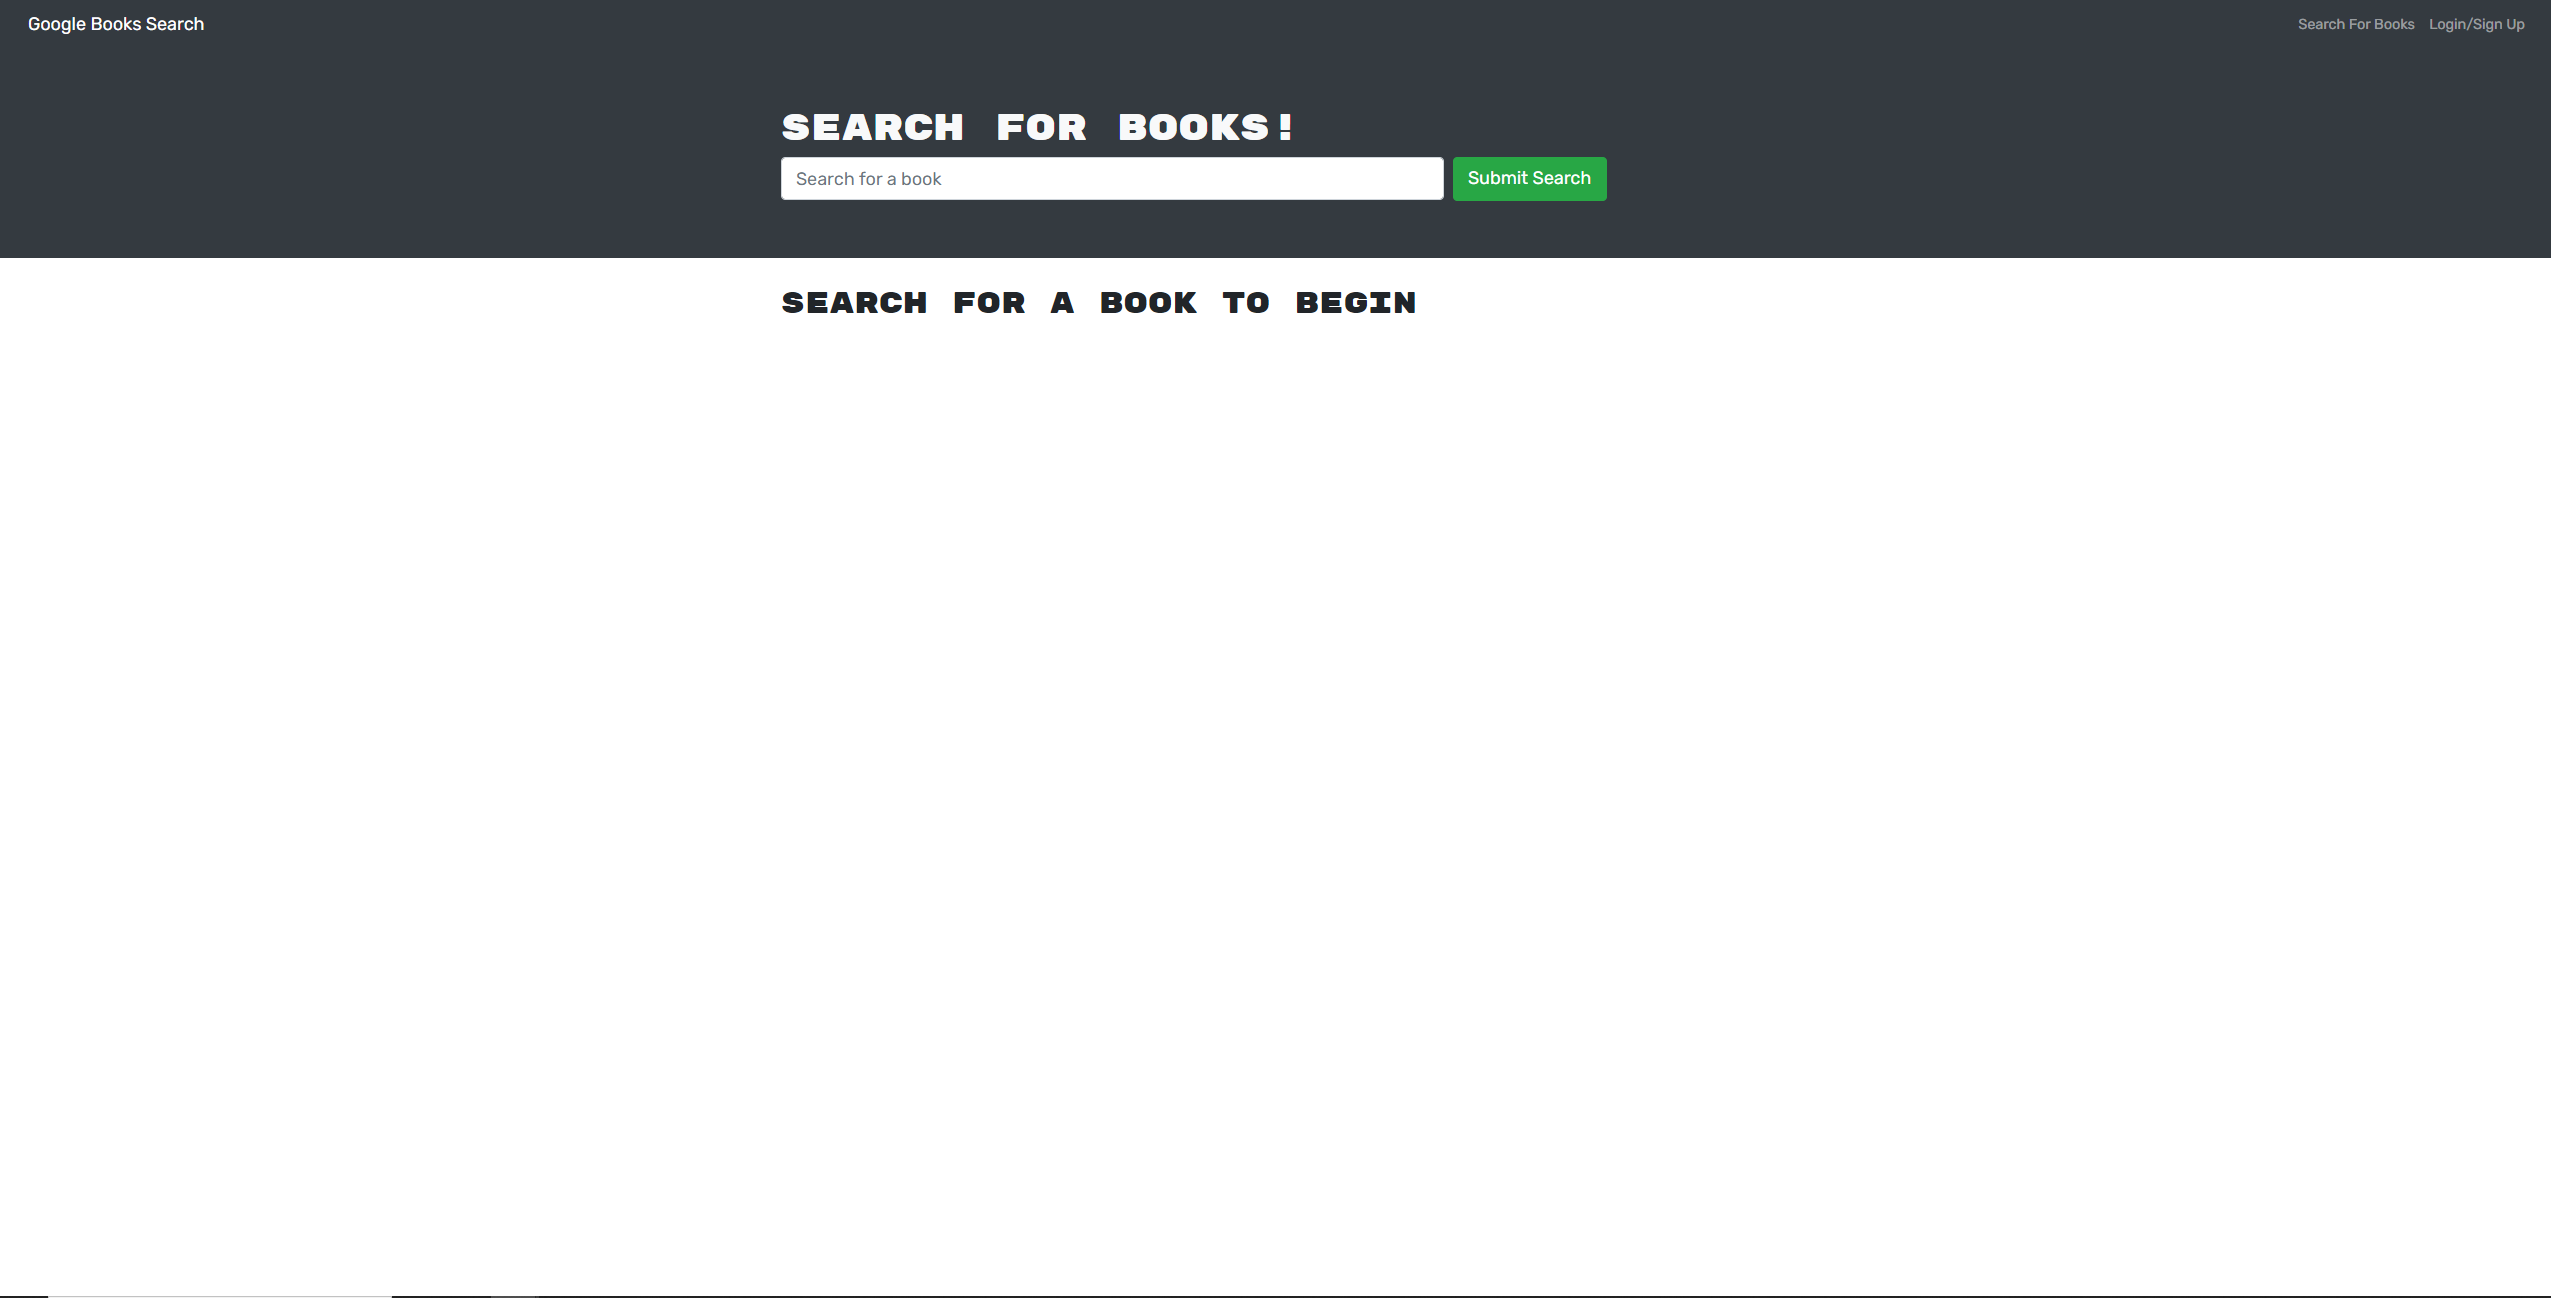 Google Books Search
Search For Books
Login/Sign Up
SEARCH FOR BOOKS!
Search for a book
Submit Search
SEARCH FOR A BOOK TO BEGIN